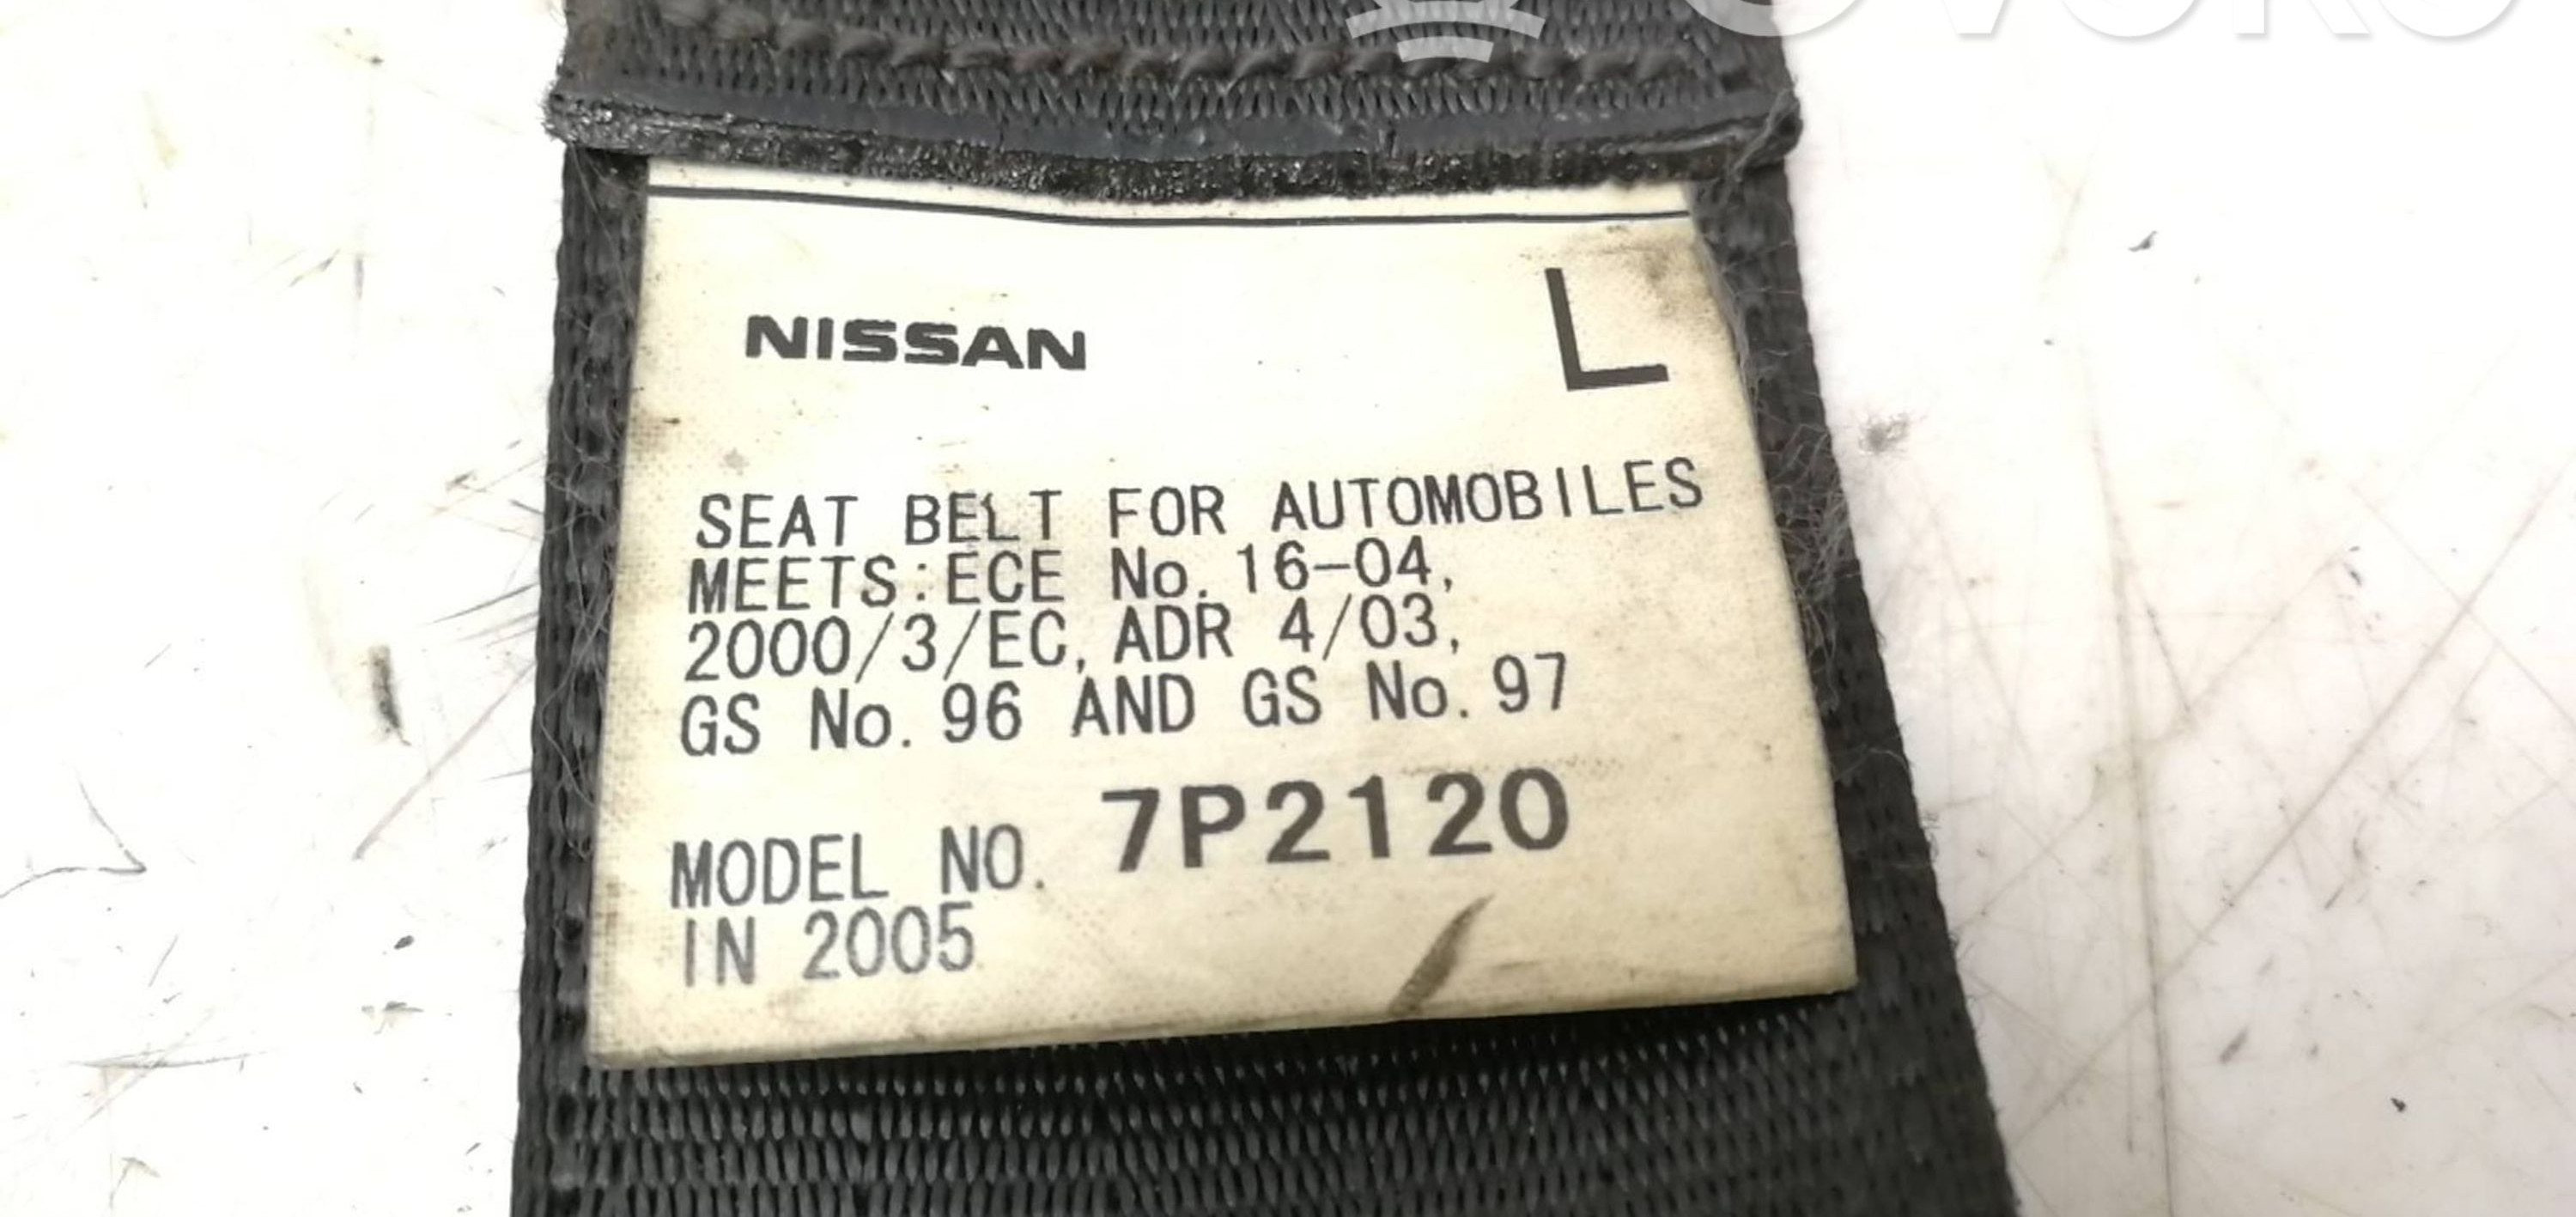 NISSAN L
SEAT BELT FOR AUTOMOBILES
MEETS:ECE No.16-04,
2000/3/EC, ADR 4/03,
GS No.96 AND GS No.97
MODEL NO. 7P2120
IN 2005